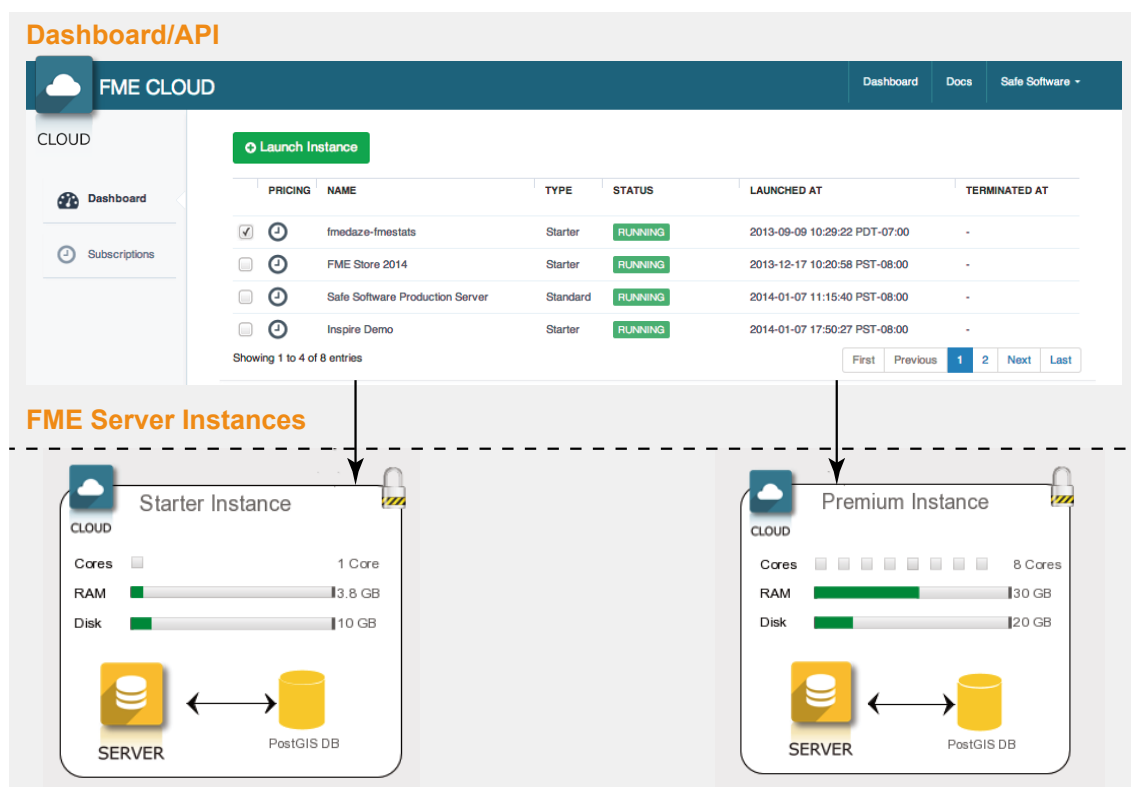 Dashboard/API
FME CLOUD
Dashboard Docs Safe Software
CLOUD
Launch Instance
PRICING NAME TYPE STATUS LAUNCHED AT TERMINATED AT
Dashboard
fmedaze-fmestats Starter RUNNING 2013-09-09 10:29:22 PDT-07:00 -
Subscriptions
FME Store 2014 Starter RUNNING 2013-12-17 10:20:58 PST-08:00 -
Safe Software Production Server Standard RUNNING 2014-01-07 11:15:40 PST-08:00 -
Inspire Demo Starter RUNNING 2014-01-07 17:50:27 PST-08:00 -
Showing 1 to 4 of 8 entries
First Previous 1 2 Next Last
FME Server Instances
Starter Instance
CLOUD
Cores 1 Core
RAM 3.8 GB
Disk 10 GB
SERVER
PostGIS DB
Premium Instance
CLOUD
Cores 8 Cores
RAM 30 GB
Disk 20 GB
SERVER
PostGIS DB